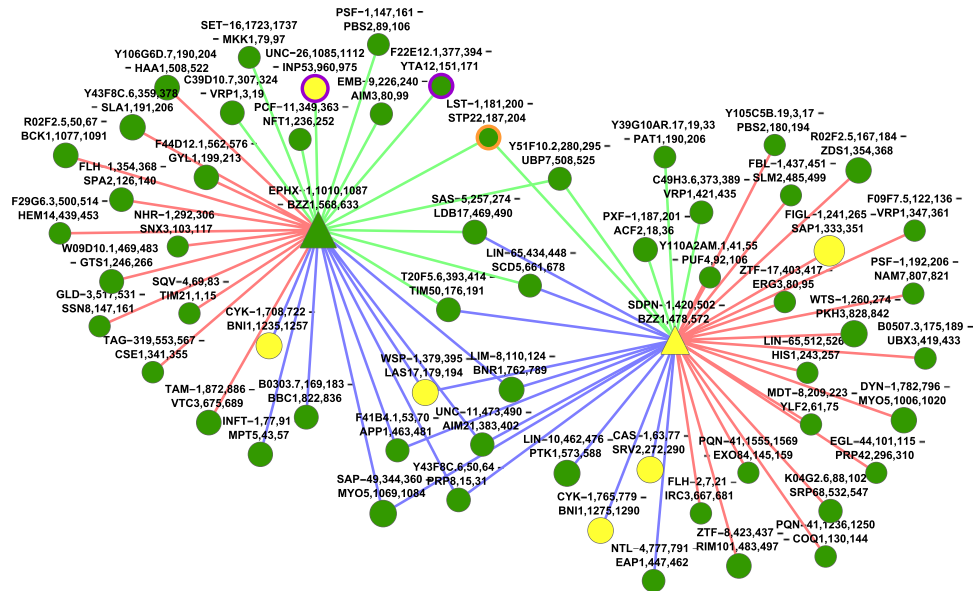 PSF−1,147,161 −
PBS2,89,106
SET−16,1723,1737
− MKK1,79,97
UNC−26,1085,1112
− INP53,960,975
F22E12.1,377,394 −
YTA12,151,171
Y106G6D.7,190,204
− HAA1,508,522
C39D10.7,307,324
− VRP1,3,19
EMB−9,226,240 −
AIM3,80,99
Y43F8C.6,359,378
− SLA1,191,206
PCF−11,349,363 −
NFT1,236,252
LST−1,181,200 −
STP22,187,204
R02F2.5,50,67 −
BCK1,1077,1091
F44D12.1,562,576 −
GYL1,199,213
Y51F10.2,280,295 −
UBP7,508,525
Y39G10AR.17,19,33
− PAT1,190,206
Y105C5B.19,3,17 −
PBS2,180,194
R02F2.5,167,184 −
ZDS1,354,368
FLH−1,354,368 −
SPA2,126,140
FBL−1,437,451 −
SLM2,485,499
C49H3.6,373,389 −
VRP1,421,435
EPHX−1,1010,1087
− BZZ1,568,633
SAS−5,257,274 −
LDB17,469,490
F29G6.3,500,514 −
HEM14,439,453
NHR−1,292,306
SNX3,103,117
F09F7.5,122,136 −
−VRP1,347,361
PXF−1,187,201 −
ACF2,18,36
FIGL−1,241,265
SAP1,333,351
W09D10.1,469,483
− GTS1,246,266
LIN−65,434,448 −
SCD5,661,678
Y110A2AM.1,41,55
− PUF4,92,106
PSF−1,192,206 −
NAM7,807,821
SQV−4,69,83 −
TIM21,1,15
T20F5.6,393,414 −
TIM50,176,191
ZTF−17,403,417 −
ERG3,80,95
GLD−3,517,531 −
SSN8,147,161
CYK−1,708,722 −
BNI1,1235,1257
SDPN−1,420,502 −
BZZ1,478,572
WTS−1,260,274 −
PKH3,828,842
B0507.3,175,189 −
UBX3,419,433
TAG−319,553,567 −
CSE1,341,355
WSP−1,379,395 −
LAS17,179,194
LIM−8,110,124 −
BNR1,762,789
LIN−65,512,526
HIS1,243,257
TAM−1,872,886 −
VTC3,675,689
B0303.7,169,183 −
BBC1,822,836
MDT−8,209,223 −
YLF2,61,75
DYN−1,782,796 −
MYO5,1006,1020
INFT−1,77,91
MPT5,43,57
F41B4.1,53,70 −
APP1,463,481
UNC−11,473,490 −
AIM21,383,402
LIN−10,462,476 −
PTK1,573,588
CAS−1,63,77 −
SRV2,272,290
PQN−41,1555,1569
− EXO84,145,159
EGL−44,101,115 −
PRP42,296,310
SAP−49,344,360 −
MYO5,1069,1084
Y43F8C.6,50,64 −
PRP8,15,31
CYK−1,765,779 −
BNI1,1275,1290
FLH−2,7,21 −
IRC3,667,681
K04G2.6,88,102 −
SRP68,532,547
NTL−4,777,791 −
EAP1,447,462
ZTF−8,423,437 −
RIM101,483,497
PQN−41,1236,1250
− COQ1,130,144